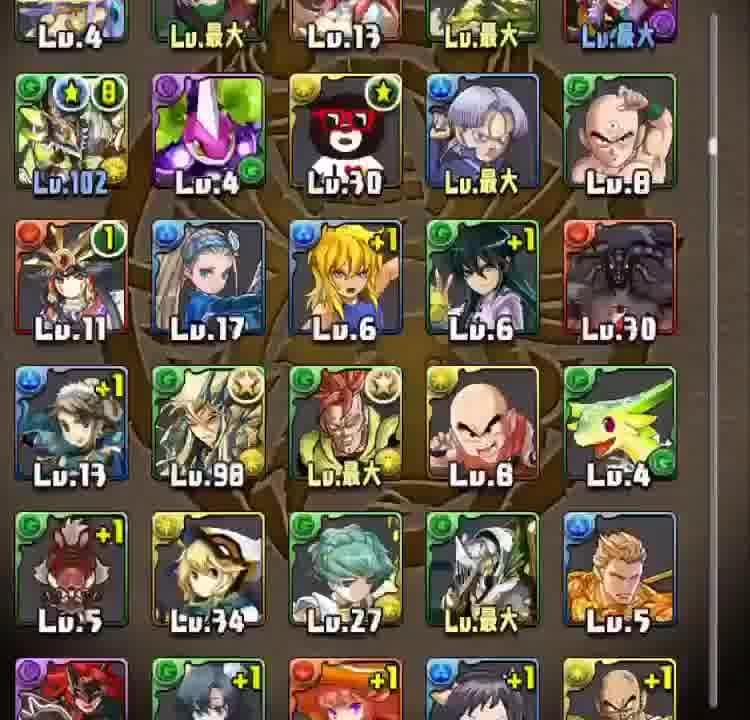 Lv.4 Lv.最大 Lv.13 Lv.最大 Lv.最大
8
Lv.102 Lv.4 Lv.30 Lv.最大 Lv.8
1 +1 +1
Lv.11 Lv.17 Lv.6 Lv.6 Lv.30
+1
Lv.13 Lv.98 Lv.最大 Lv.8 Lv.4
+1
Lv.5 Lv.34 Lv.27 Lv.最大 Lv.5
+1 +1 +1 +1